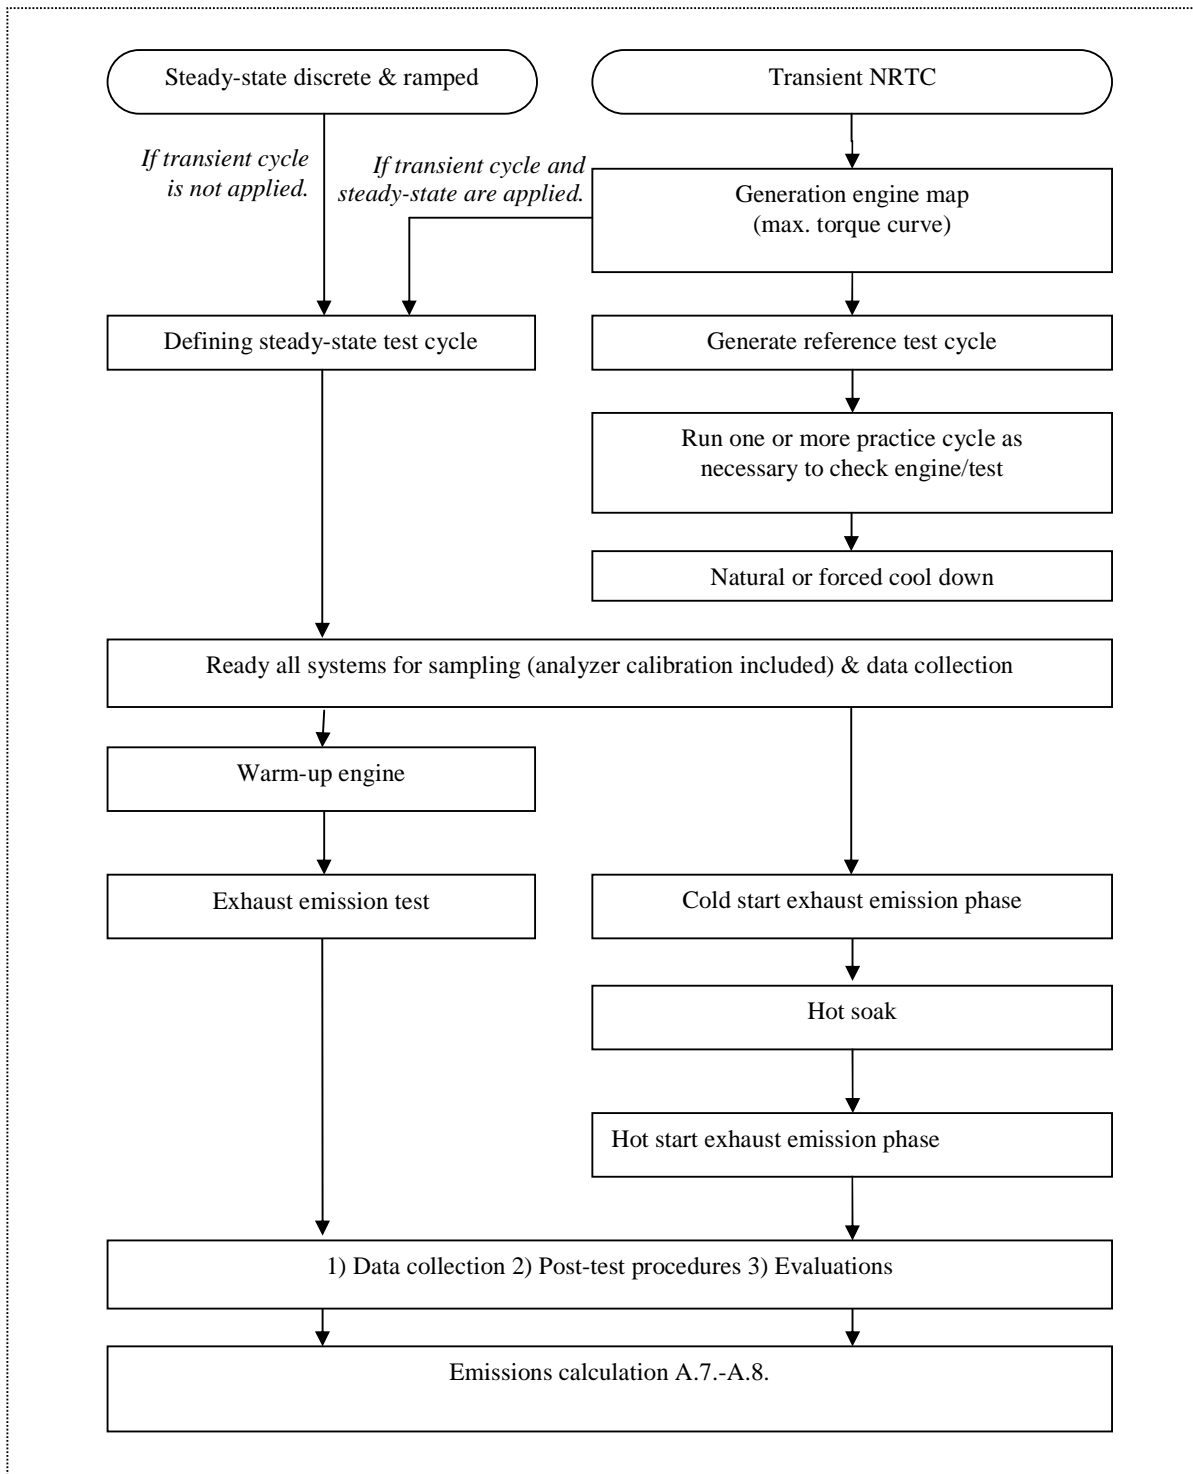 Steady-state discrete & ramped
Transient NRTC
If transient cycle
is not applied.
If transient cycle and
steady-state are applied.
Generation engine map
(max. torque curve)
Defining steady-state test cycle
Generate reference test cycle
Run one or more practice cycle as
necessary to check engine/test
Natural or forced cool down
Ready all systems for sampling (analyzer calibration included) & data collection
Warm-up engine
Exhaust emission test
Cold start exhaust emission phase
Hot soak
Hot start exhaust emission phase
1) Data collection 2) Post-test procedures 3) Evaluations
Emissions calculation A.7.-A.8.